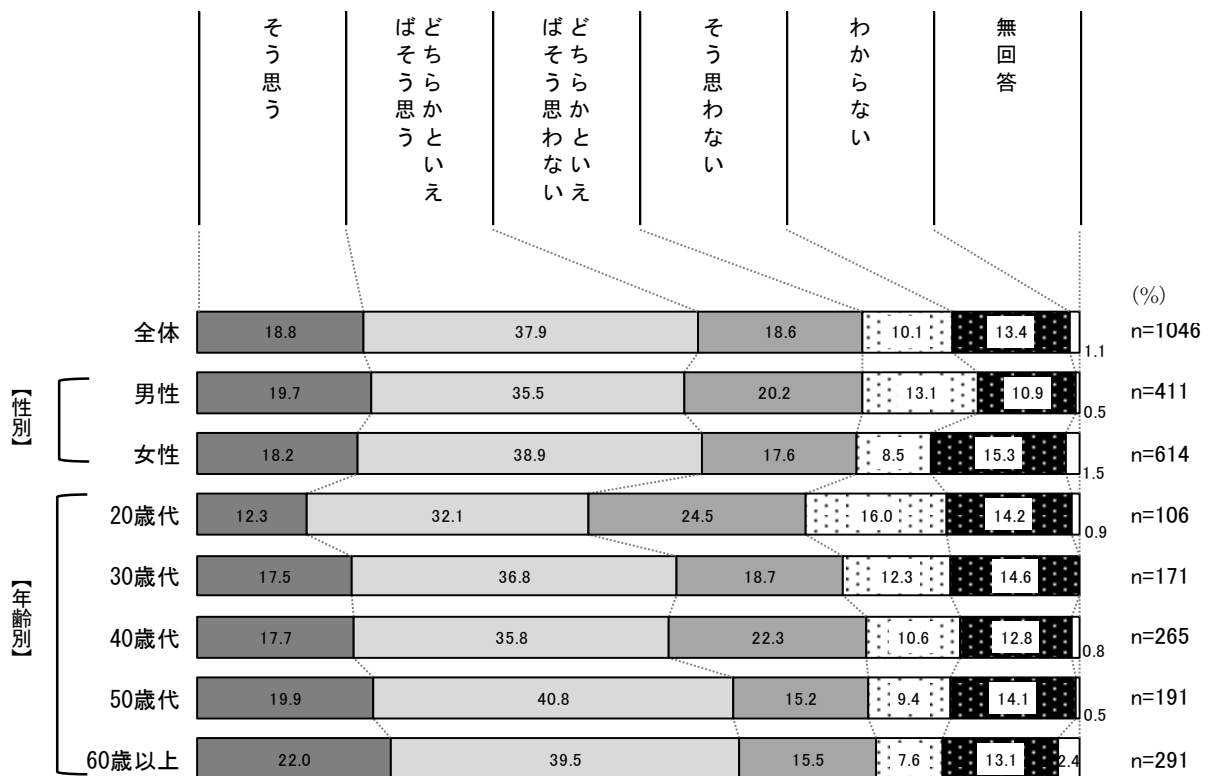 そう思う
どちらかといえ
ばそう思う
どちらかといえ
ばそう思わない
そう思わない
わからない
無回答
(%)
全体 18.8 37.9 18.6 10.1 13.4 1.1 n=1046
【性別】
男性 19.7 35.5 20.2 13.1 10.9 0.5 n=411
女性 18.2 38.9 17.6 8.5 15.3 1.5 n=614
【年齢別】
20歳代 12.3 32.1 24.5 16.0 14.2 0.9 n=106
30歳代 17.5 36.8 18.7 12.3 14.6 n=171
40歳代 17.7 35.8 22.3 10.6 12.8 0.8 n=265
50歳代 19.9 40.8 15.2 9.4 14.1 0.5 n=191
60歳以上 22.0 39.5 15.5 7.6 13.1 2.4 n=291